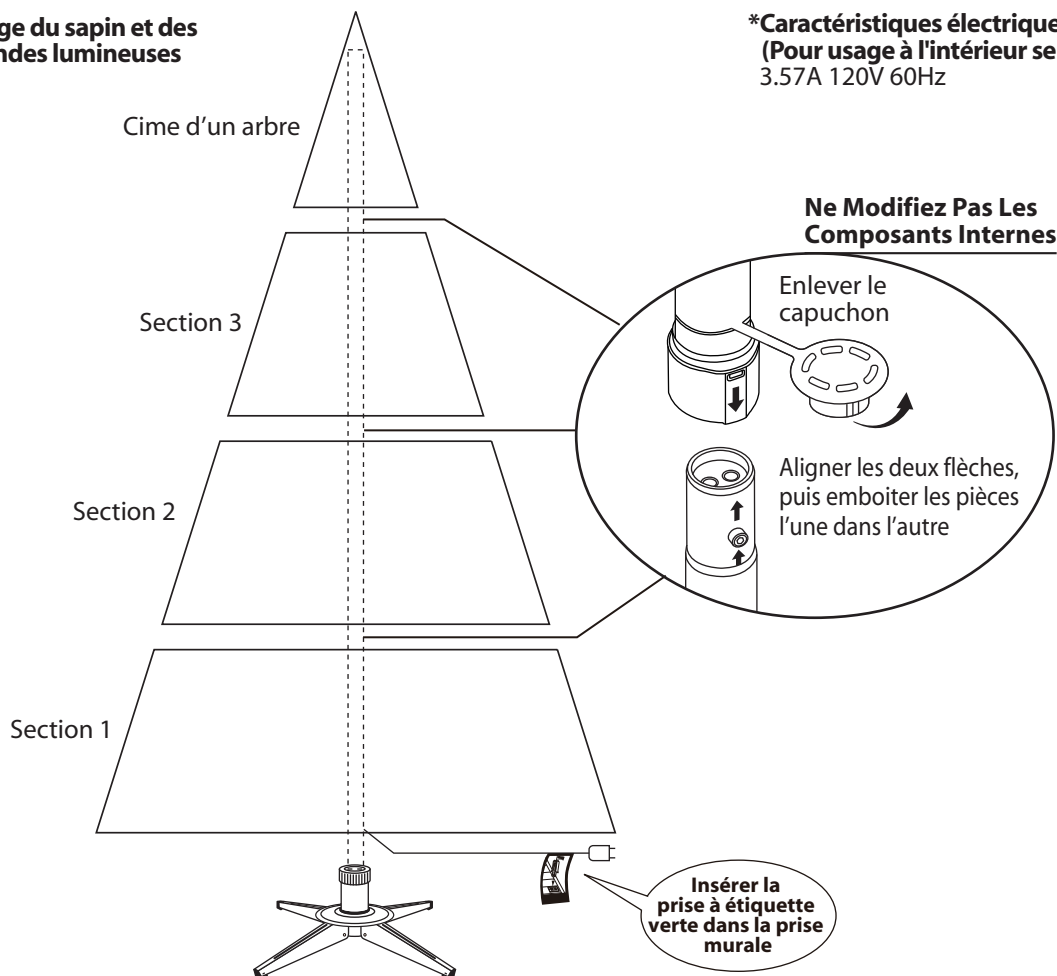 ge du sapin et des
ndes lumineuses
*Caractéristiques électrique
(Pour usage à l'intérieur se
3.57A 120V 60Hz
Cime d’un arbre
Ne Modifiez Pas Les
Composants Internes
Enlever le
capuchon
Section 3
Aligner les deux flèches,
puis emboiter les pièces
l’une dans l’autre
Section 2
Section 1
Insérer la
prise à étiquette
verte dans la prise
murale